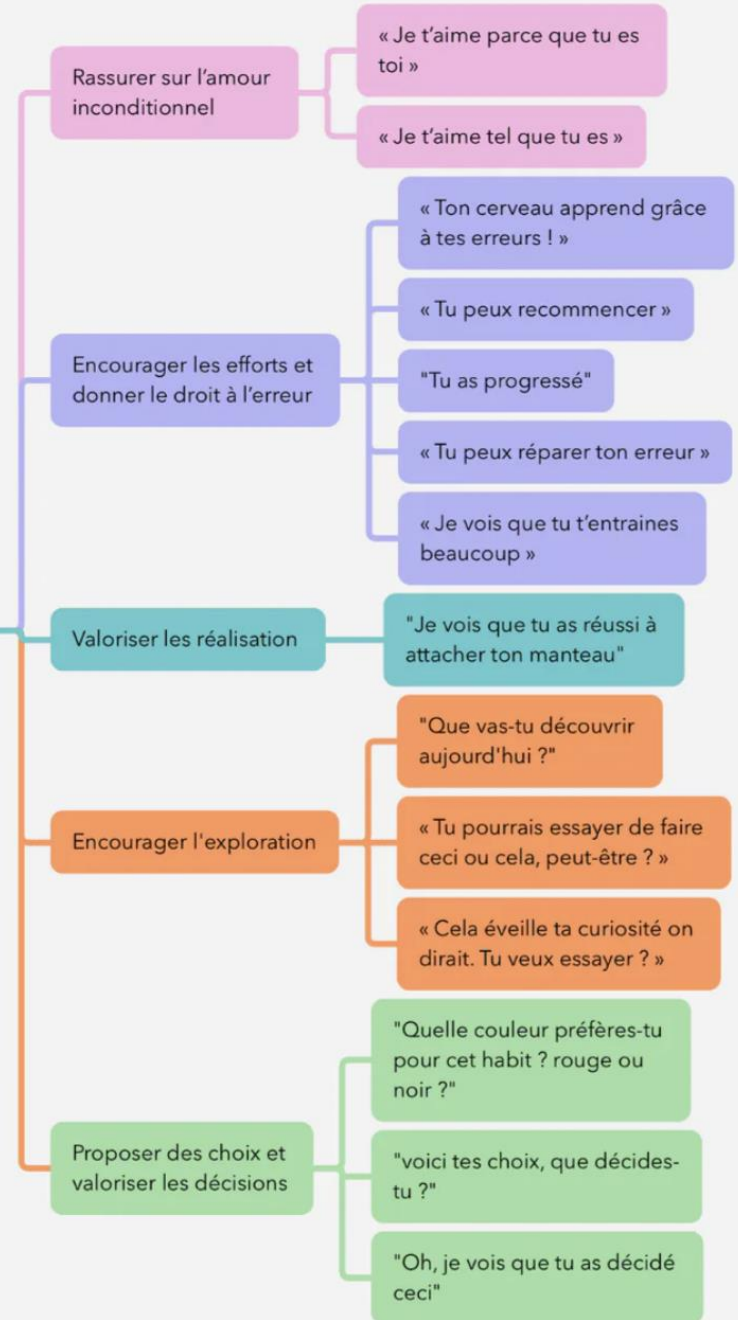 Rassurer sur l’amour
inconditionnel
« Je t’aime parce que tu es
toi »
« Je t’aime tel que tu es »
Encourager les efforts et
donner le droit à l’erreur
« Ton cerveau apprend grâce
à tes erreurs ! »
« Tu peux recommencer »
"Tu as progressé"
« Tu peux réparer ton erreur »
« Je vois que tu t’entraines
beaucoup »
Valoriser les réalisation
"Je vois que tu as réussi à
attacher ton manteau"
Encourager l'exploration
"Que vas-tu découvrir
aujourd'hui ?"
« Tu pourrais essayer de faire
ceci ou cela, peut-être ? »
« Cela éveille ta curiosité on
dirait. Tu veux essayer ? »
Proposer des choix et
valoriser les décisions
"Quelle couleur préfères-tu
pour cet habit ? rouge ou
noir ?"
"voici tes choix, que décides-
tu ?"
"Oh, je vois que tu as décidé
ceci"